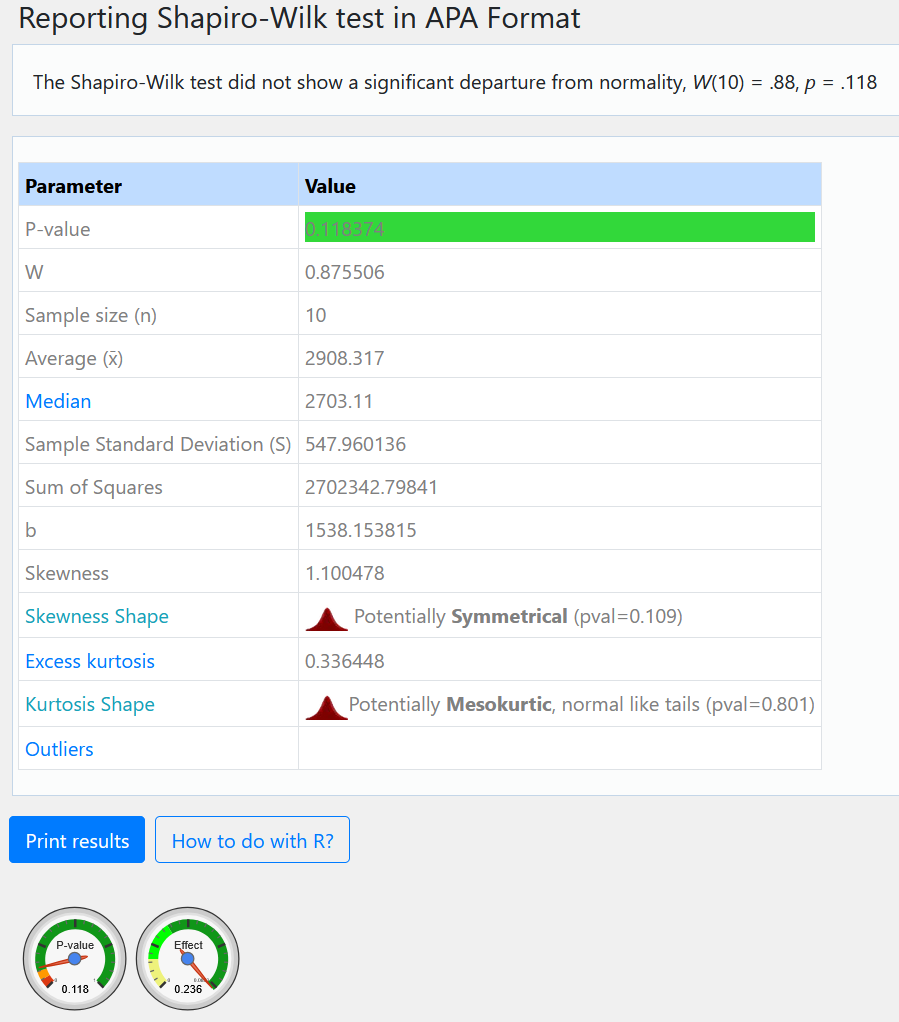 Reporting Shapiro-Wilk test in APA Format
The Shapiro-Wilk test did not show a significant departure from normality, W(10) = .88, p = .118
Parameter Value
P-value 0.118374
W 0.875506
Sample size (n) 10
Average (x̄) 2908.317
Median 2703.11
Sample Standard Deviation (S) 547.960136
Sum of Squares 2702342.79841
b 1538.153815
Skewness 1.100478
Skewness Shape Potentially Symmetrical (pval=0.109)
Excess kurtosis 0.336448
Kurtosis Shape Potentially Mesokurtic, normal like tails (pval=0.801)
Outliers
Print results How to do with R?
P-value Effect
0.118 0.236